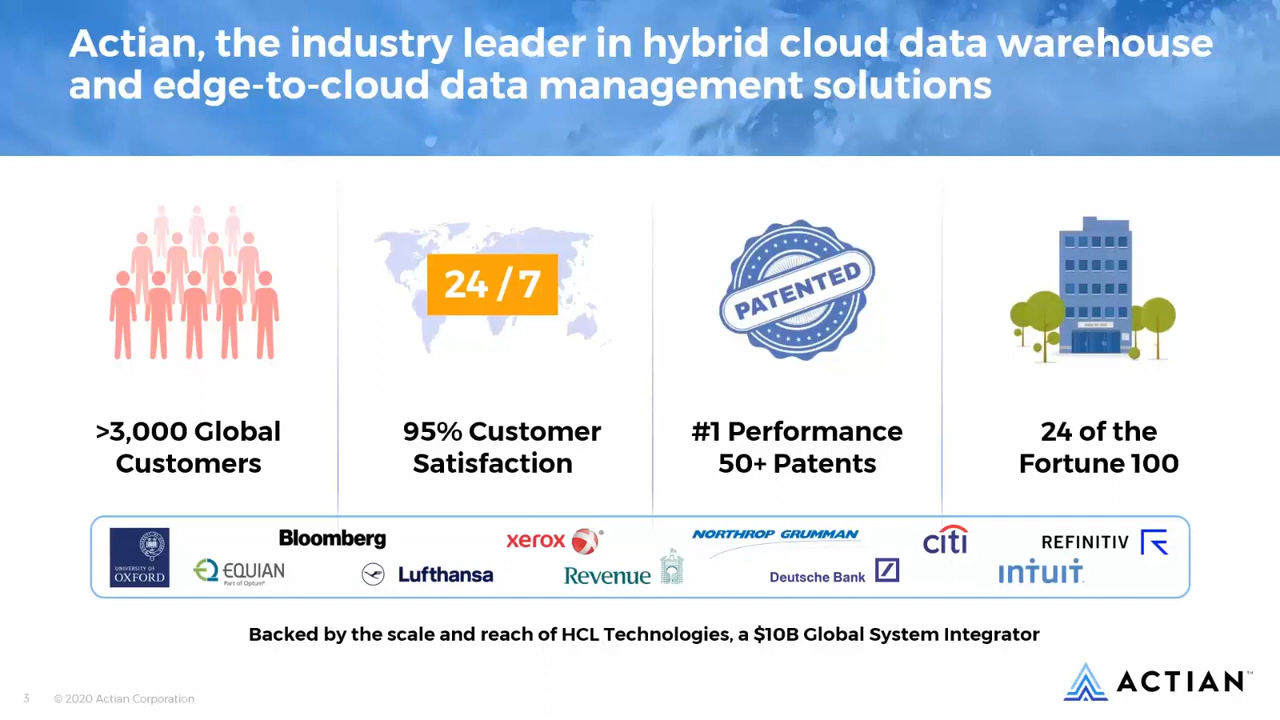 Actian, the industry leader in hybrid cloud data warehouse
and edge-to-cloud data management solutions
24 / 7
PATENTED
>3,000 Global
Customers
95% Customer
Satisfaction
#1 Performance
50+ Patents
24 of the
Fortune 100
UNIVERSITY OF
OXFORD
EQUIAN
Part of Optum®
Bloomberg
Lufthansa
xerox
Revenue
NORTHROP GRUMMAN
Deutsche Bank
citi
REFINITIV
intuit
Backed by the scale and reach of HCL Technologies, a $10B Global System Integrator
3 © 2020 Actian Corporation
ACTIAN™